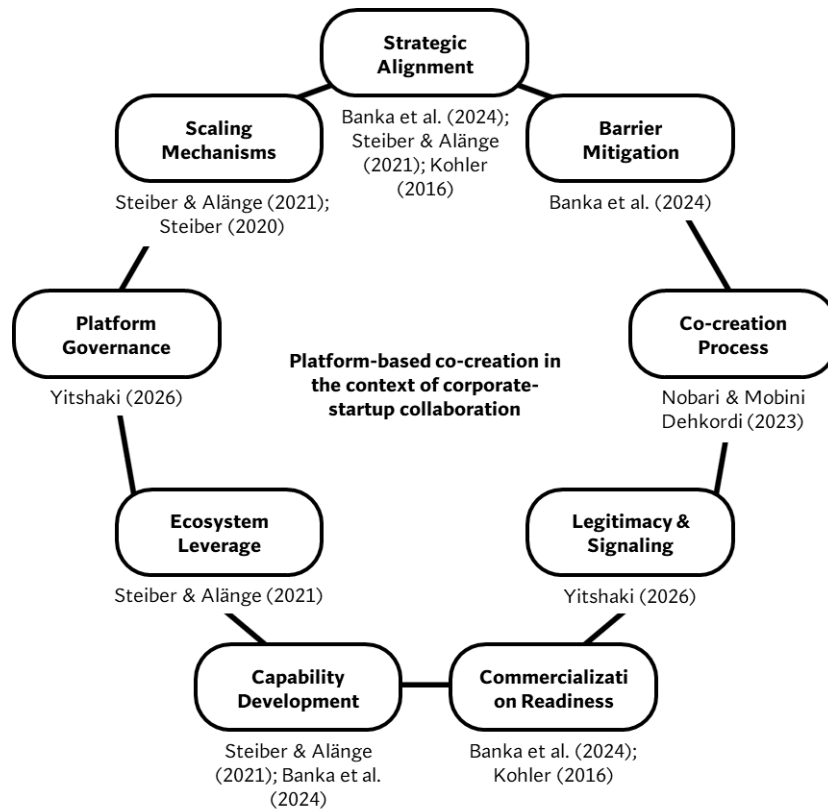 Strategic
Alignment
Banka et al. (2024);
Steiber & Alänge
(2021); Kohler
(2016)
Barrier
Mitigation
Banka et al. (2024)
Co-creation
Process
Nobari & Mobini
Dehkordi (2023)
Legitimacy &
Signaling
Yitshaki (2026)
Commercializati
on Readiness
Banka et al. (2024);
Kohler (2016)
Capability
Development
Steiber & Alänge
(2021); Banka et al.
(2024)
Ecosystem
Leverage
Steiber & Alänge (2021)
Platform
Governance
Yitshaki (2026)
Scaling
Mechanisms
Steiber & Alänge (2021);
Steiber (2020)
Platform-based co-creation in
the context of corporate-
startup collaboration